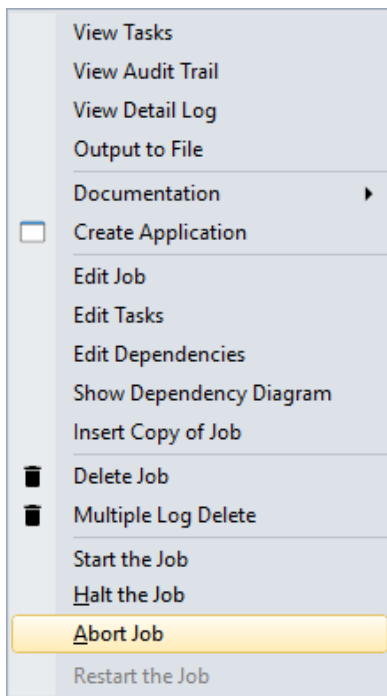 View Tasks
View Audit Trail
View Detail Log
Output to File
Documentation
Create Application
Edit Job
Edit Tasks
Edit Dependencies
Show Dependency Diagram
Insert Copy of Job
Delete Job
Multiple Log Delete
Start the Job
Halt the Job
Abort Job
Restart the Job